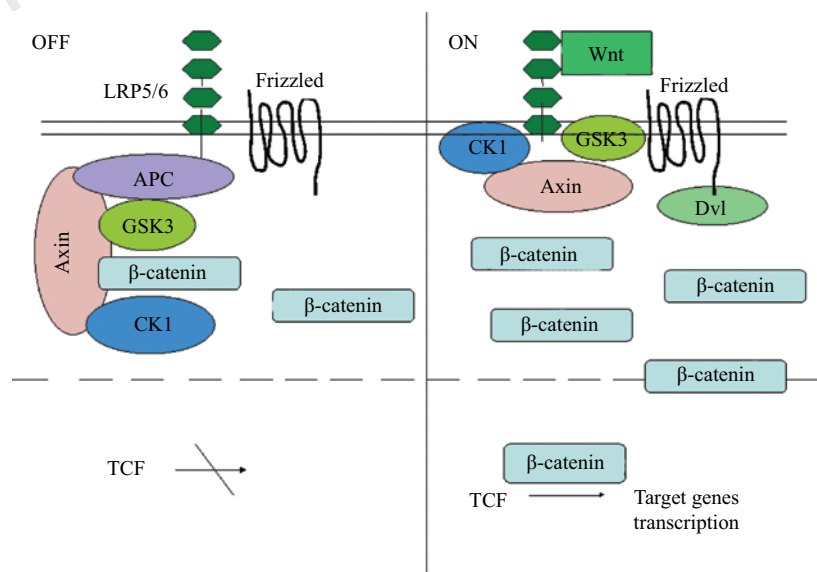 OFF
LRP5/6
Frizzled
APC
GSK3
Axin
β-catenin
CK1
β-catenin
TCF
ON
Wnt
Frizzled
CK1
GSK3
Axin
Dvl
β-catenin
β-catenin
β-catenin
β-catenin
β-catenin
TCF
Target genes
transcription